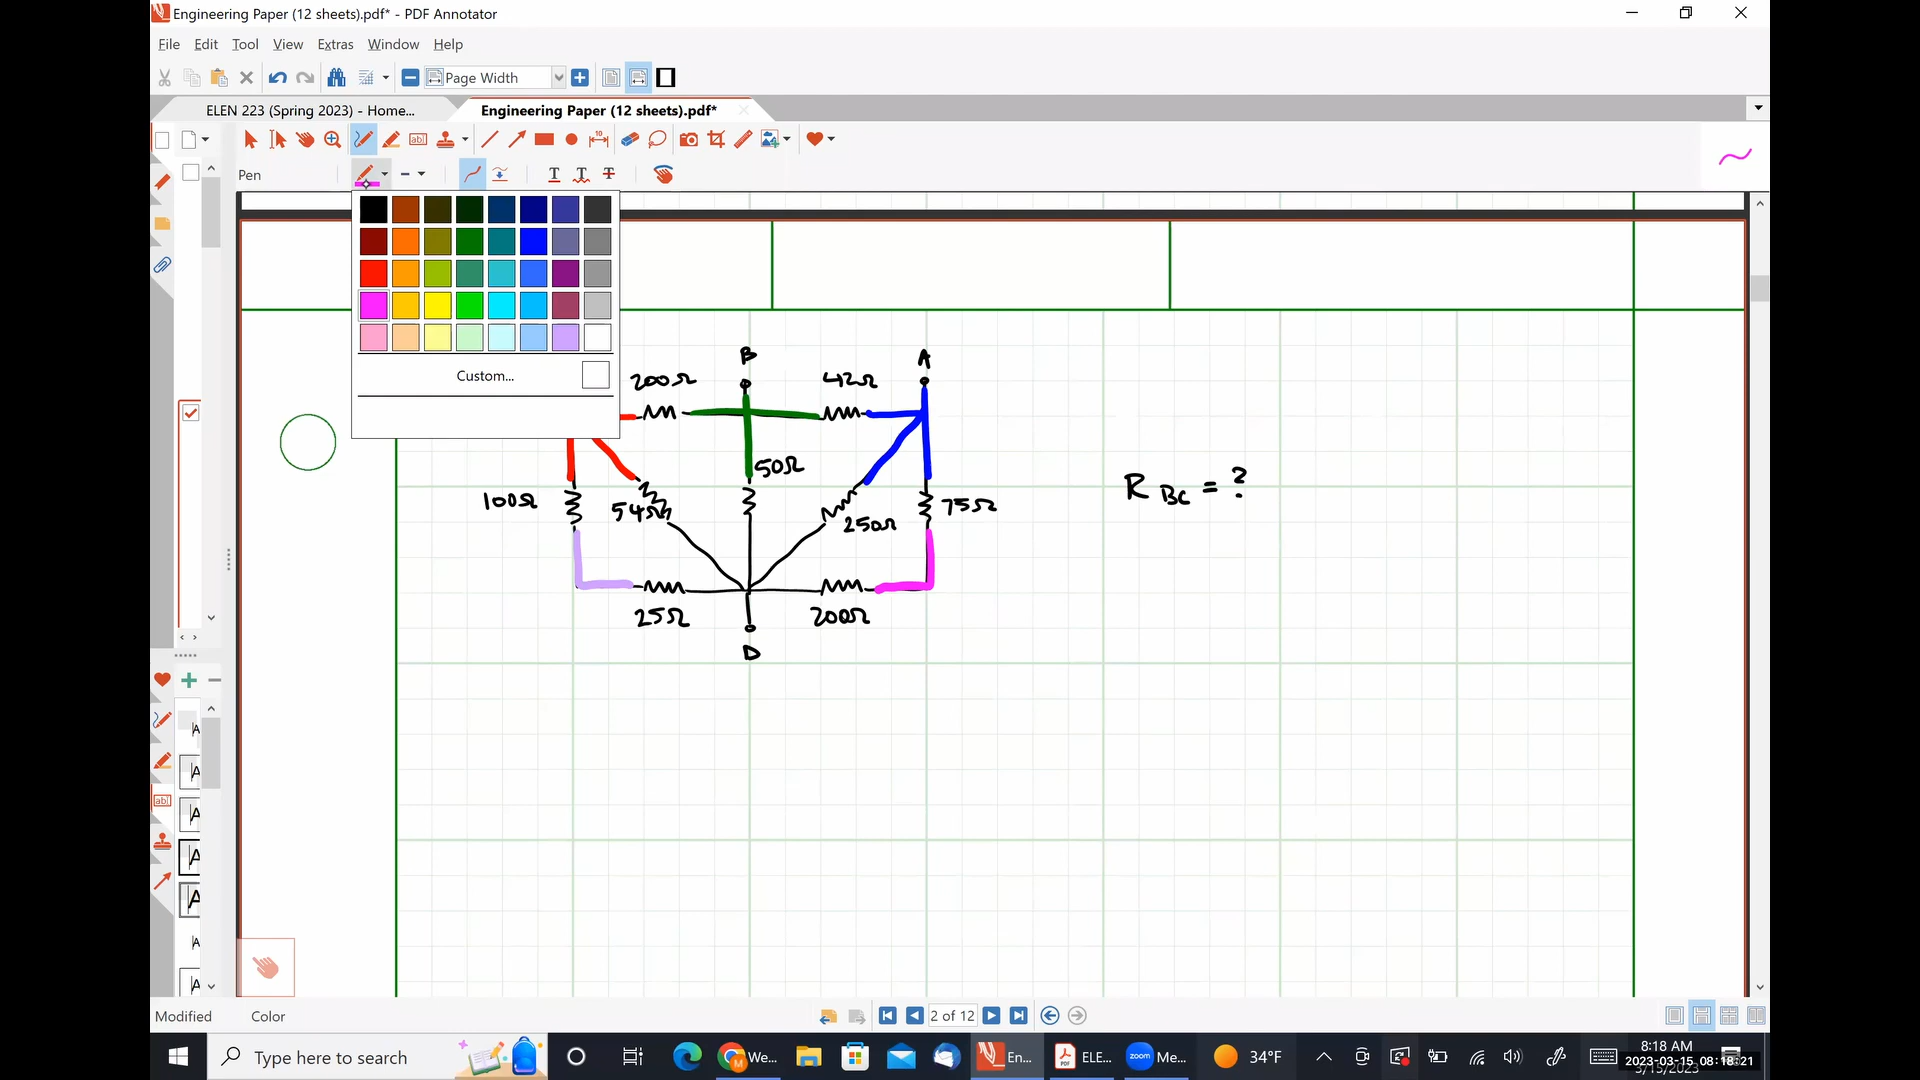 Engineering Paper (12 sheets).pdf* - PDF Annotator
File Edit Tool View Extras Window Help
Page Width
ELEN 223 (Spring 2023) - Home...
Engineering Paper (12 sheets).pdf*
Pen
Custom...
B
A
200Ω
42Ω
50Ω
100Ω
54Ω
250Ω
75Ω
R BC = ?
25Ω
200Ω
D
Modified
Color
2 of 12
Type here to search
We...
En...
ELE...
zoom
Me...
34°F
8:18 AM
2023-03-15 08:18:21